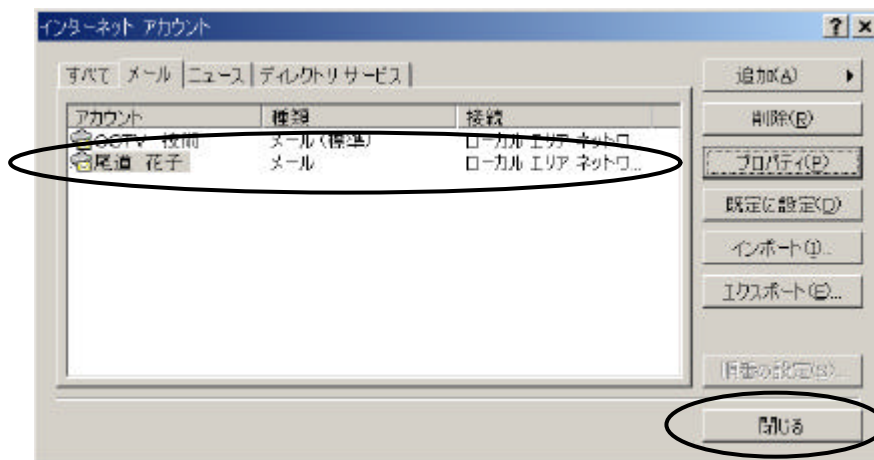 インターネット アカウント
すべて メール ニュース ディレクトリ サービス
アカウント 種類 接続
メール (標準) ローカル エリア ネットワ...
尾道 花子 メール ローカル エリア ネットワ...
追加(A)
削除(R)
プロパティ(P)
既定に設定(D)
インポート(I)...
エクスポート(E)...
順番の設定(S)...
閉じる